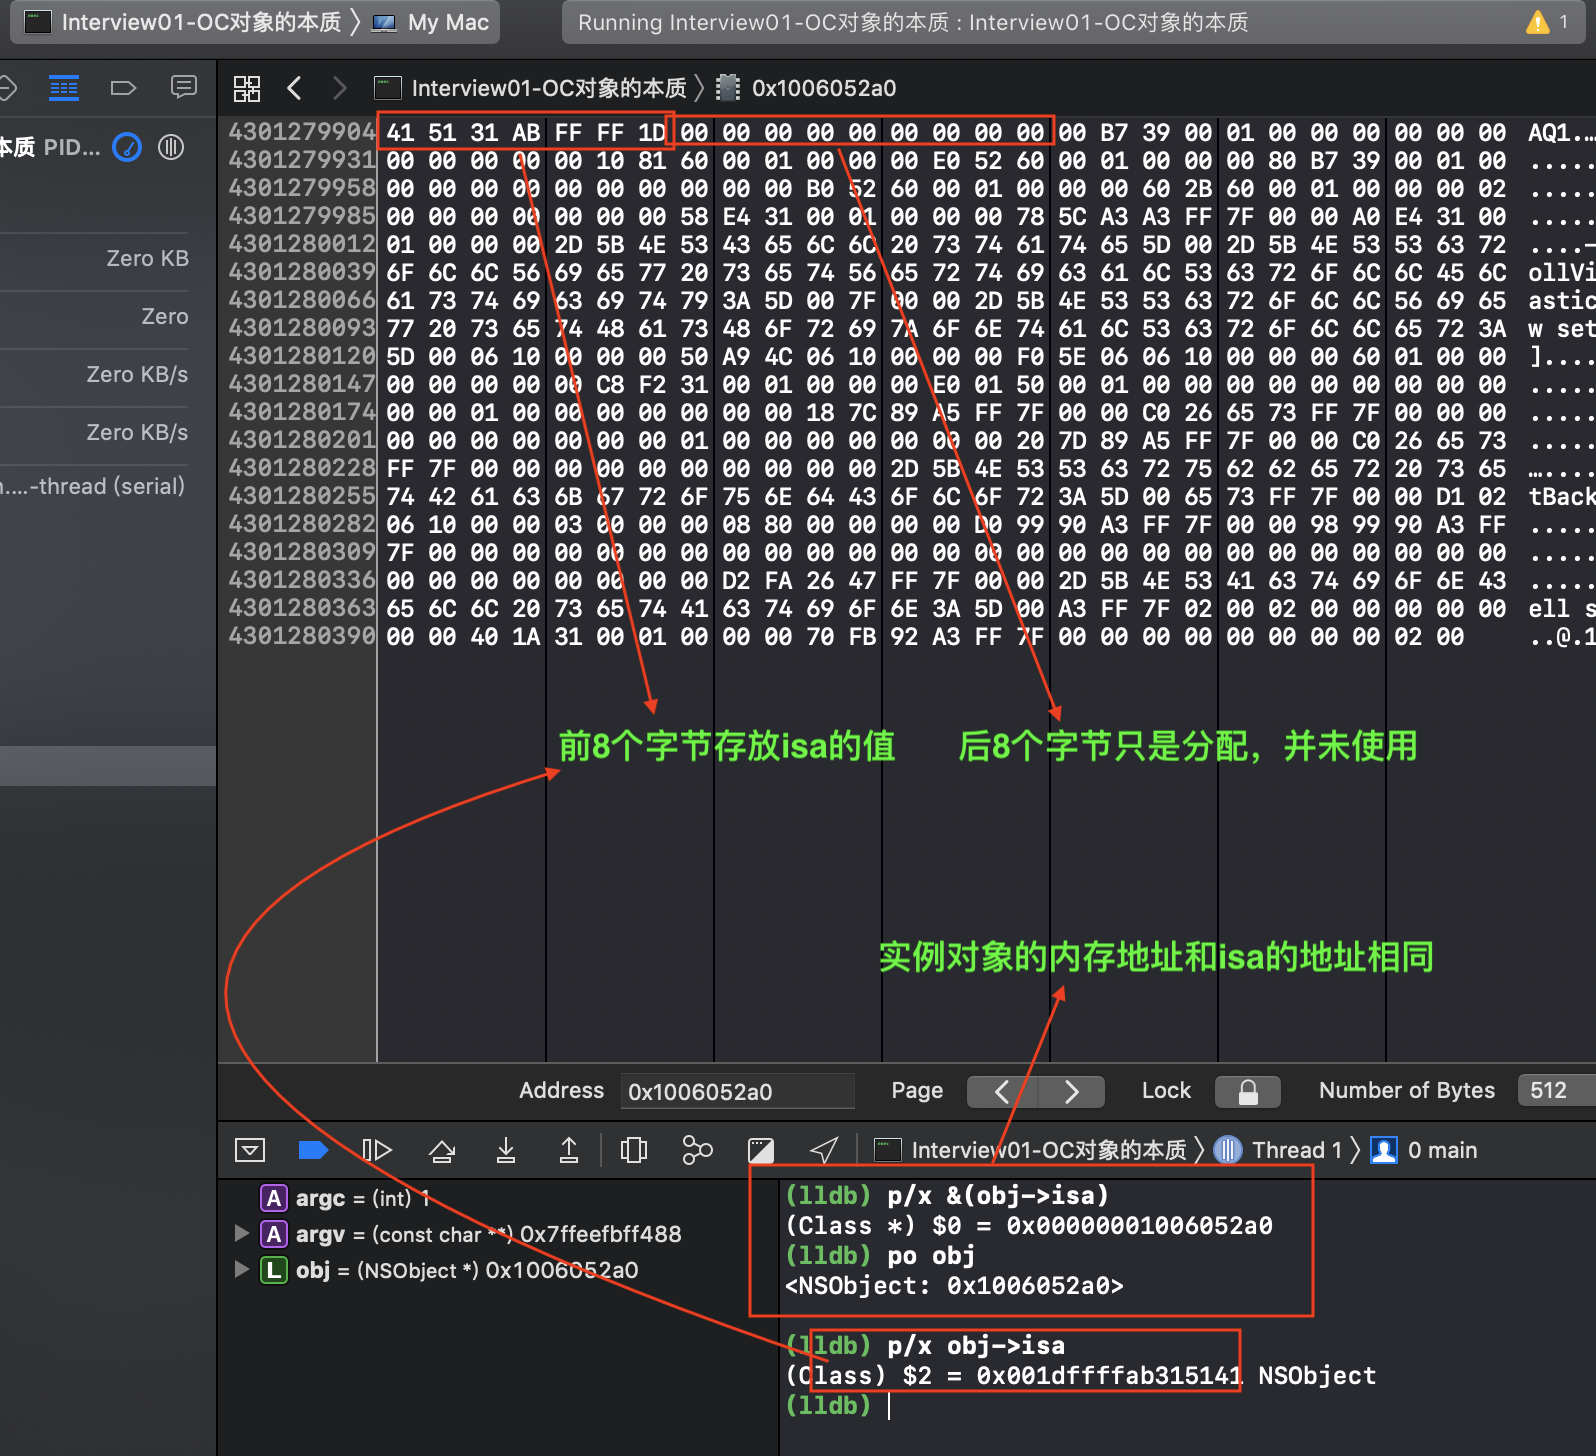 Interview01-OC对象的本质 〉 My Mac
Running Interview01-OC对象的本质 : Interview01-OC对象的本质
1
Interview01-OC对象的本质 〉 0x1006052a0
本质 PID...
Zero KB
Zero
Zero KB/s
Zero KB/s
....-thread (serial)
4301279904 41 51 31 AB FF FF 1D 00 00 00 00 00 00 00 00 00 00 B7 39 00 01 00 00 00 00 00 00 AQ1...
4301279931 00 00 00 00 00 10 81 60 00 01 00 00 00 E0 52 60 00 01 00 00 00 80 B7 39 00 01 00 ......
4301279958 00 00 00 00 00 00 00 00 00 00 B0 52 60 00 01 00 00 00 60 2B 60 00 01 00 00 00 02 ......
4301279985 00 00 00 00 00 00 00 58 E4 31 00 01 00 00 00 78 5C A3 A3 FF 7F 00 00 A0 E4 31 00 ......
4301280012 01 00 00 00 2D 5B 4E 53 43 65 6C 6C 20 73 74 61 74 65 5D 00 2D 5B 4E 53 53 63 72 ....-
4301280039 6F 6C 6C 56 69 65 77 20 73 65 74 56 65 72 74 69 63 61 6C 53 63 72 6F 6C 6C 45 6C ollVi
4301280066 61 73 74 69 63 69 74 79 3A 5D 00 7F 00 00 2D 5B 4E 53 53 63 72 6F 6C 6C 56 69 65 astic
4301280093 77 20 73 65 74 48 61 73 48 6F 72 69 7A 6F 6E 74 61 6C 53 63 72 6F 6C 6C 65 72 3A w set
4301280120 5D 00 06 10 00 00 00 50 A9 4C 06 10 00 00 00 F0 5E 06 06 10 00 00 00 60 01 00 00 ].....
4301280147 00 00 00 00 00 C8 F2 31 00 01 00 00 00 E0 01 50 00 01 00 00 00 00 00 00 00 00 00 ......
4301280174 00 00 01 00 00 00 00 00 00 00 18 7C 89 A5 FF 7F 00 00 C0 26 65 73 FF 7F 00 00 00 ......
4301280201 00 00 00 00 00 00 00 01 00 00 00 00 00 00 00 20 7D 89 A5 FF 7F 00 00 C0 26 65 73 ......
4301280228 FF 7F 00 00 00 00 00 00 00 00 00 00 2D 5B 4E 53 53 63 72 75 62 62 65 72 20 73 65 ......
4301280255 74 42 61 63 6B 67 72 6F 75 6E 64 43 6F 6C 6F 72 3A 5D 00 65 73 FF 7F 00 00 D1 02 tBack
4301280282 06 10 00 00 03 00 00 00 08 80 00 00 00 00 D0 99 90 A3 FF 7F 00 00 98 99 90 A3 FF ......
4301280309 7F 00 00 00 00 00 00 00 00 00 00 00 00 00 00 00 00 00 00 00 00 00 00 00 00 00 00 ......
4301280336 00 00 00 00 00 00 00 00 D2 FA 26 47 FF 7F 00 00 2D 5B 4E 53 41 63 74 69 6F 6E 43 ......
4301280363 65 6C 6C 20 73 65 74 41 63 74 69 6F 6E 3A 5D 00 A3 FF 7F 02 00 02 00 00 00 00 00 ell s
4301280390 00 00 40 1A 31 00 01 00 00 00 70 FB 92 A3 FF 7F 00 00 00 00 00 00 00 00 02 00 ..@.1
前8个字节存放isa的值
后8个字节只是分配，并未使用
实例对象的内存地址和isa的地址相同
Address 0x1006052a0 Page Lock Number of Bytes 512
Interview01-OC对象的本质 〉 Thread 1 〉 0 main
A argc = (int) 1
A argv = (const char **) 0x7ffeefbff488
L obj = (NSObject *) 0x1006052a0
(lldb) p/x &(obj->isa)
(Class *) $0 = 0x00000001006052a0
(lldb) po obj
<NSObject: 0x1006052a0>
(lldb) p/x obj->isa
(Class) $2 = 0x001dffffab315141 NSObject
(lldb)